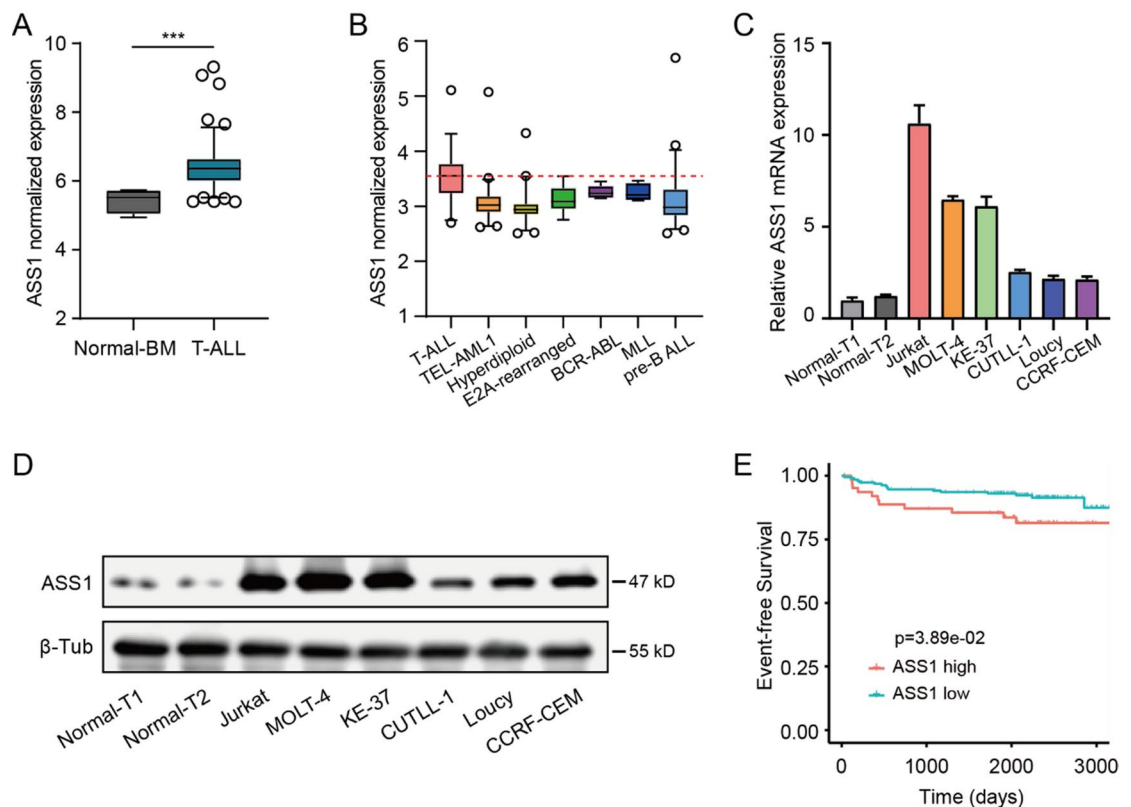 A
***
ASS1 normalized expression
10
8
6
4
2
Normal-BM
T-ALL
B
ASS1 normalized expression
6
5
4
3
2
1
T-ALL
TEL-AML1
Hyperdiploid
E2A-rearranged
BCR-ABL
MLL
pre-B ALL
C
Relative ASS1 mRNA expression
15
10
5
0
Normal-T1
Normal-T2
Jurkat
MOLT-4
KE-37
CUTLL-1
Loucy
CCRF-CEM
D
ASS1
47 kD
β-Tub
55 kD
Normal-T1
Normal-T2
Jurkat
MOLT-4
KE-37
CUTLL-1
Loucy
CCRF-CEM
E
Event-free Survival
1.00
0.75
0.50
0.25
0.00
p=3.89e-02
ASS1 high
ASS1 low
0
1000
2000
3000
Time (days)